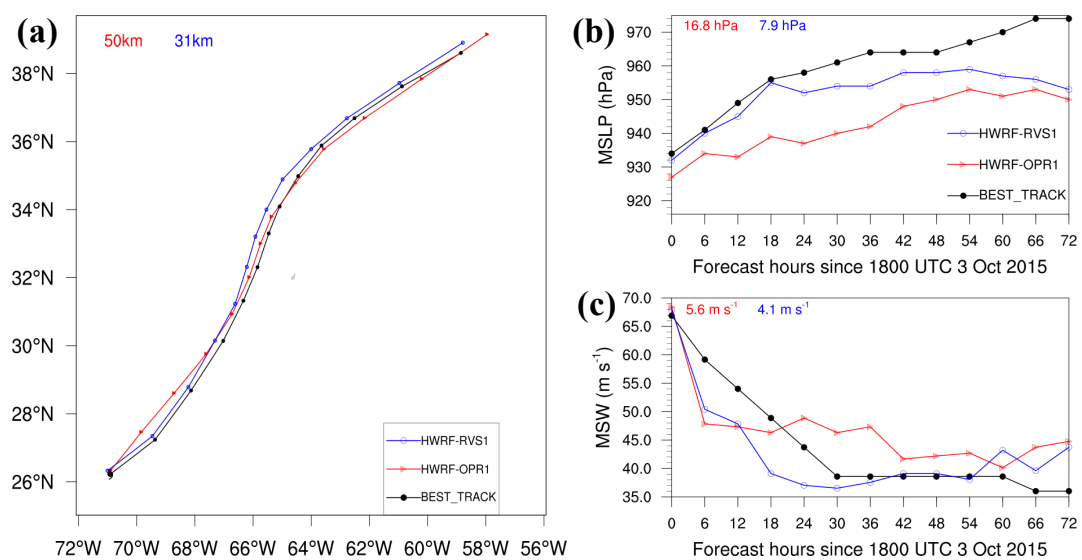 (a)
50km 31km
38°N
36°N
34°N
32°N
30°N
28°N
26°N
HWRF-RVS1
HWRF-OPR1
BEST_TRACK
72°W 70°W 68°W 66°W 64°W 62°W 60°W 58°W 56°W
(b)
16.8 hPa 7.9 hPa
MSLP (hPa)
970
960
950
940
930
920
HWRF-RVS1
HWRF-OPR1
BEST_TRACK
0 6 12 18 24 30 36 42 48 54 60 66 72
Forecast hours since 1800 UTC 3 Oct 2015
(c)
5.6 m s⁻¹ 4.1 m s⁻¹
MSW (m s⁻¹)
70.0
65.0
60.0
55.0
50.0
45.0
40.0
35.0
0 6 12 18 24 30 36 42 48 54 60 66 72
Forecast hours since 1800 UTC 3 Oct 2015